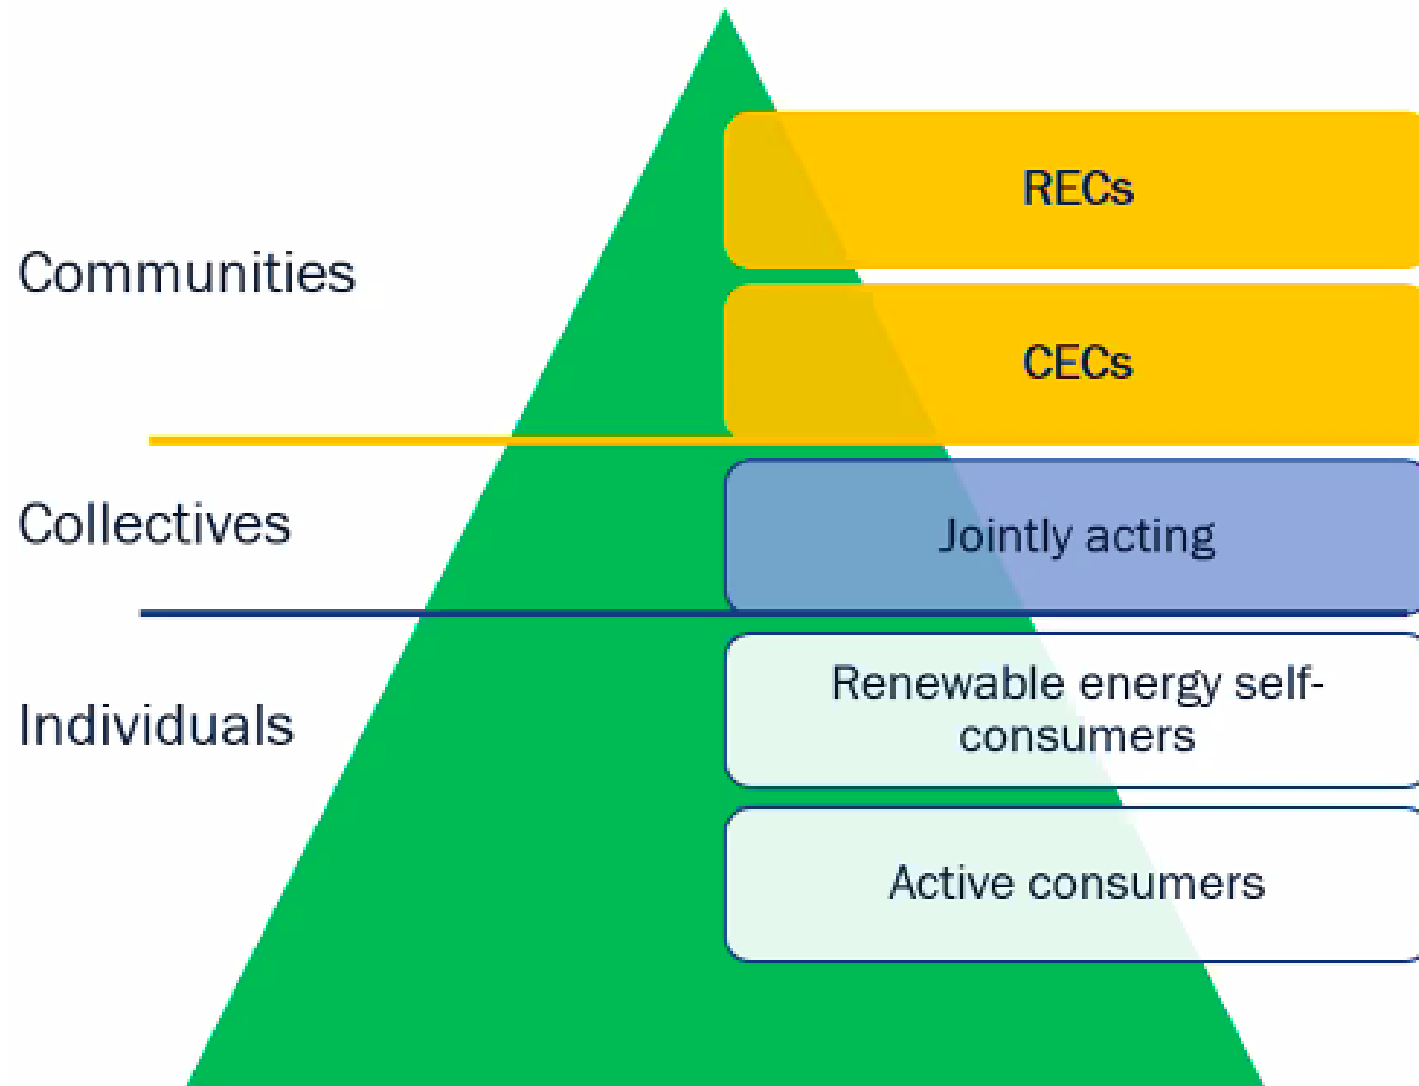 RECs
Communities
CECs
Collectives
Jointly acting
Renewable energy self-
consumers
Individuals
Active consumers